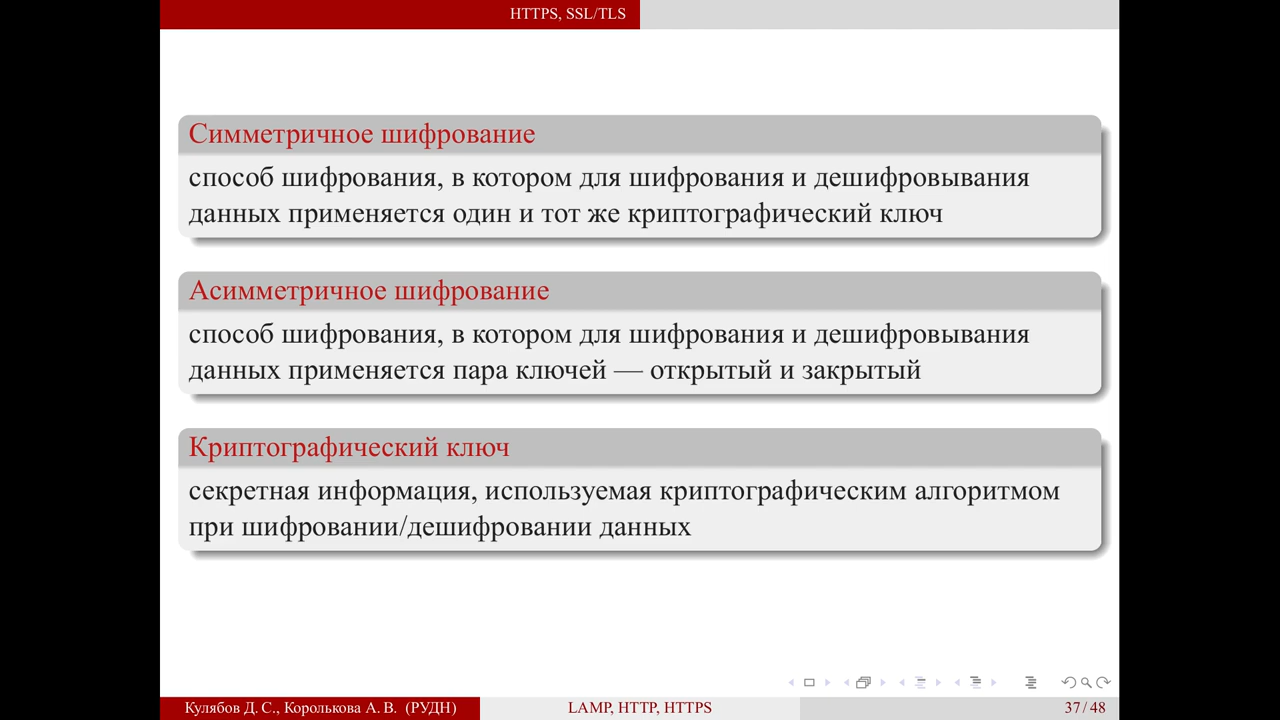 HTTPS, SSL/TLS
Симметричное шифрование
способ шифрования, в котором для шифрования и дешифровывания
данных применяется один и тот же криптографический ключ
Асимметричное шифрование
способ шифрования, в котором для шифрования и дешифровывания
данных применяется пара ключей — открытый и закрытый
Криптографический ключ
секретная информация, используемая криптографическим алгоритмом
при шифровании/дешифровании данных
Кулябов Д. С., Королькова А. В. (РУДН)
LAMP, HTTP, HTTPS
37 / 48